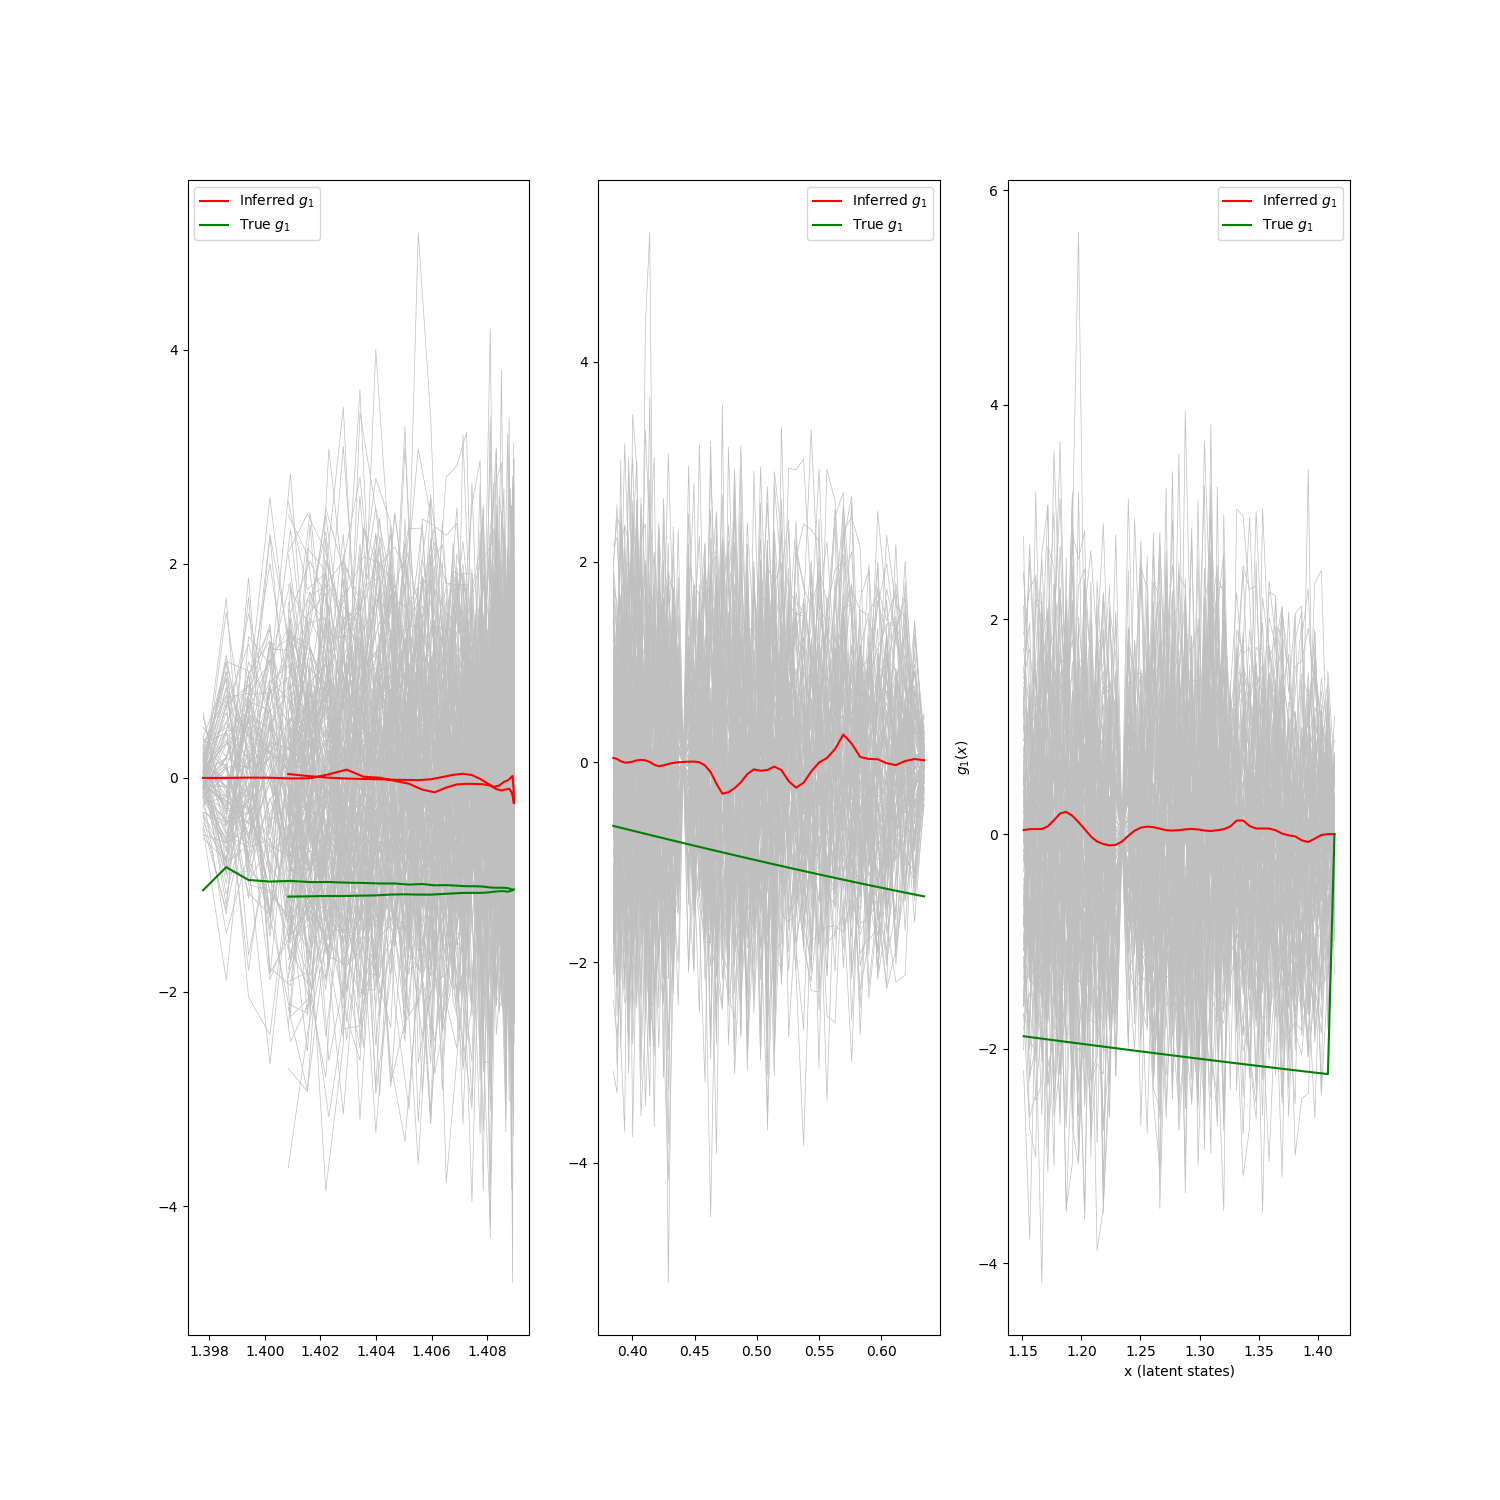 Inferred g₁
True g₁
4
2
0
−2
−4
1.398 1.400 1.402 1.404 1.406 1.408
Inferred g₁
True g₁
4
2
0
−2
−4
0.40 0.45 0.50 0.55 0.60
Inferred g₁
True g₁
g₁(x)
6
4
2
0
−2
−4
1.15 1.20 1.25 1.30 1.35 1.40
x (latent states)